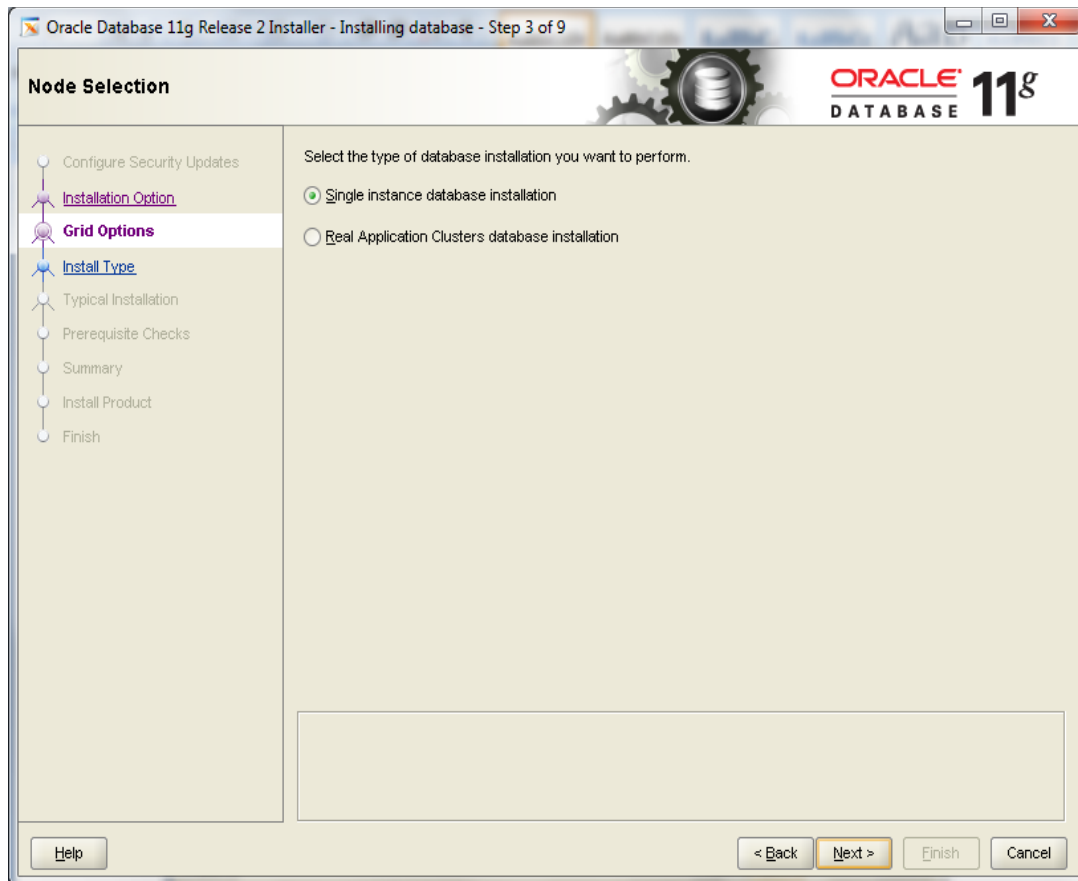 Oracle Database 11g Release 2 Installer - Installing database - Step 3 of 9
Node Selection
ORACLE
DATABASE
11g
Configure Security Updates
Installation Option
Grid Options
Install Type
Typical Installation
Prerequisite Checks
Summary
Install Product
Finish
Select the type of database installation you want to perform.
Single instance database installation
Real Application Clusters database installation
Help
< Back
Next >
Finish
Cancel